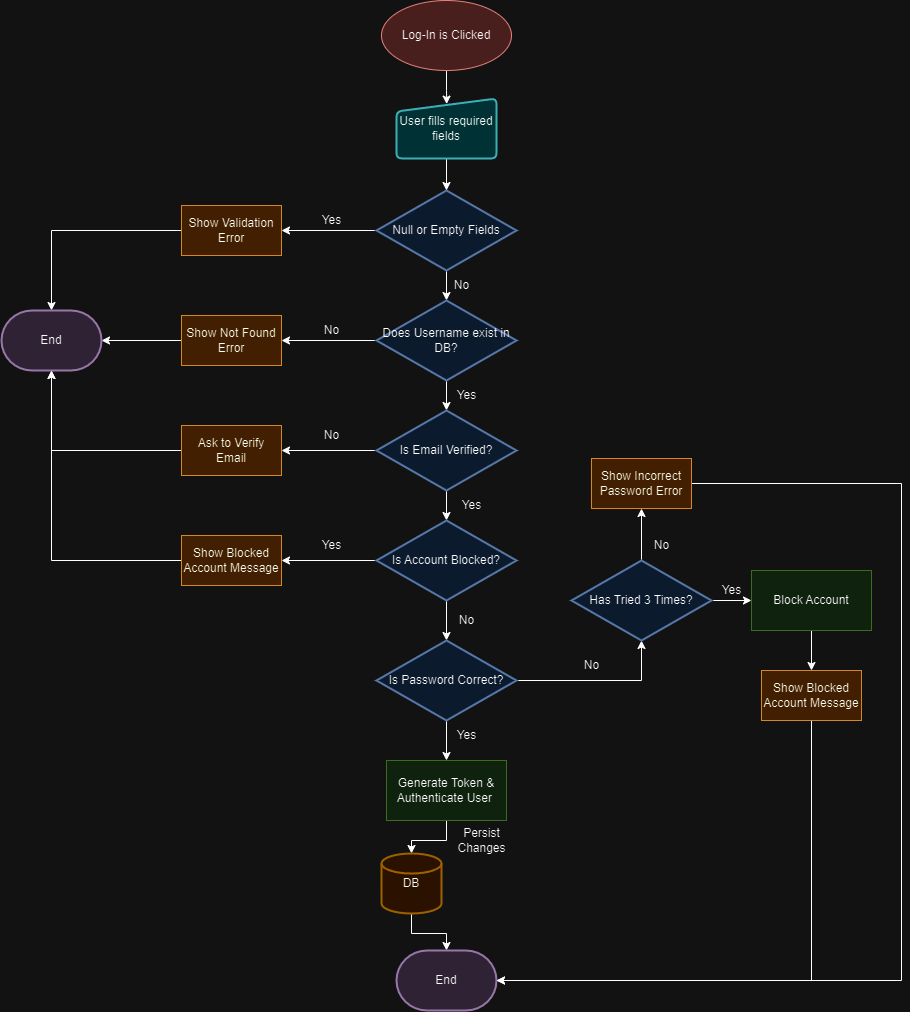 Log-In is Clicked
User fills required
fields
Null or Empty Fields
Yes
Show Validation
Error
No
Does Username exist in
DB?
No
Show Not Found
Error
End
Yes
Is Email Verified?
No
Ask to Verify
Email
Yes
Is Account Blocked?
Yes
Show Blocked
Account Message
No
Is Password Correct?
No
Has Tried 3 Times?
No
Show Incorrect
Password Error
Yes
Block Account
Show Blocked
Account Message
Yes
Generate Token &
Authenticate User
Persist
Changes
DB
End